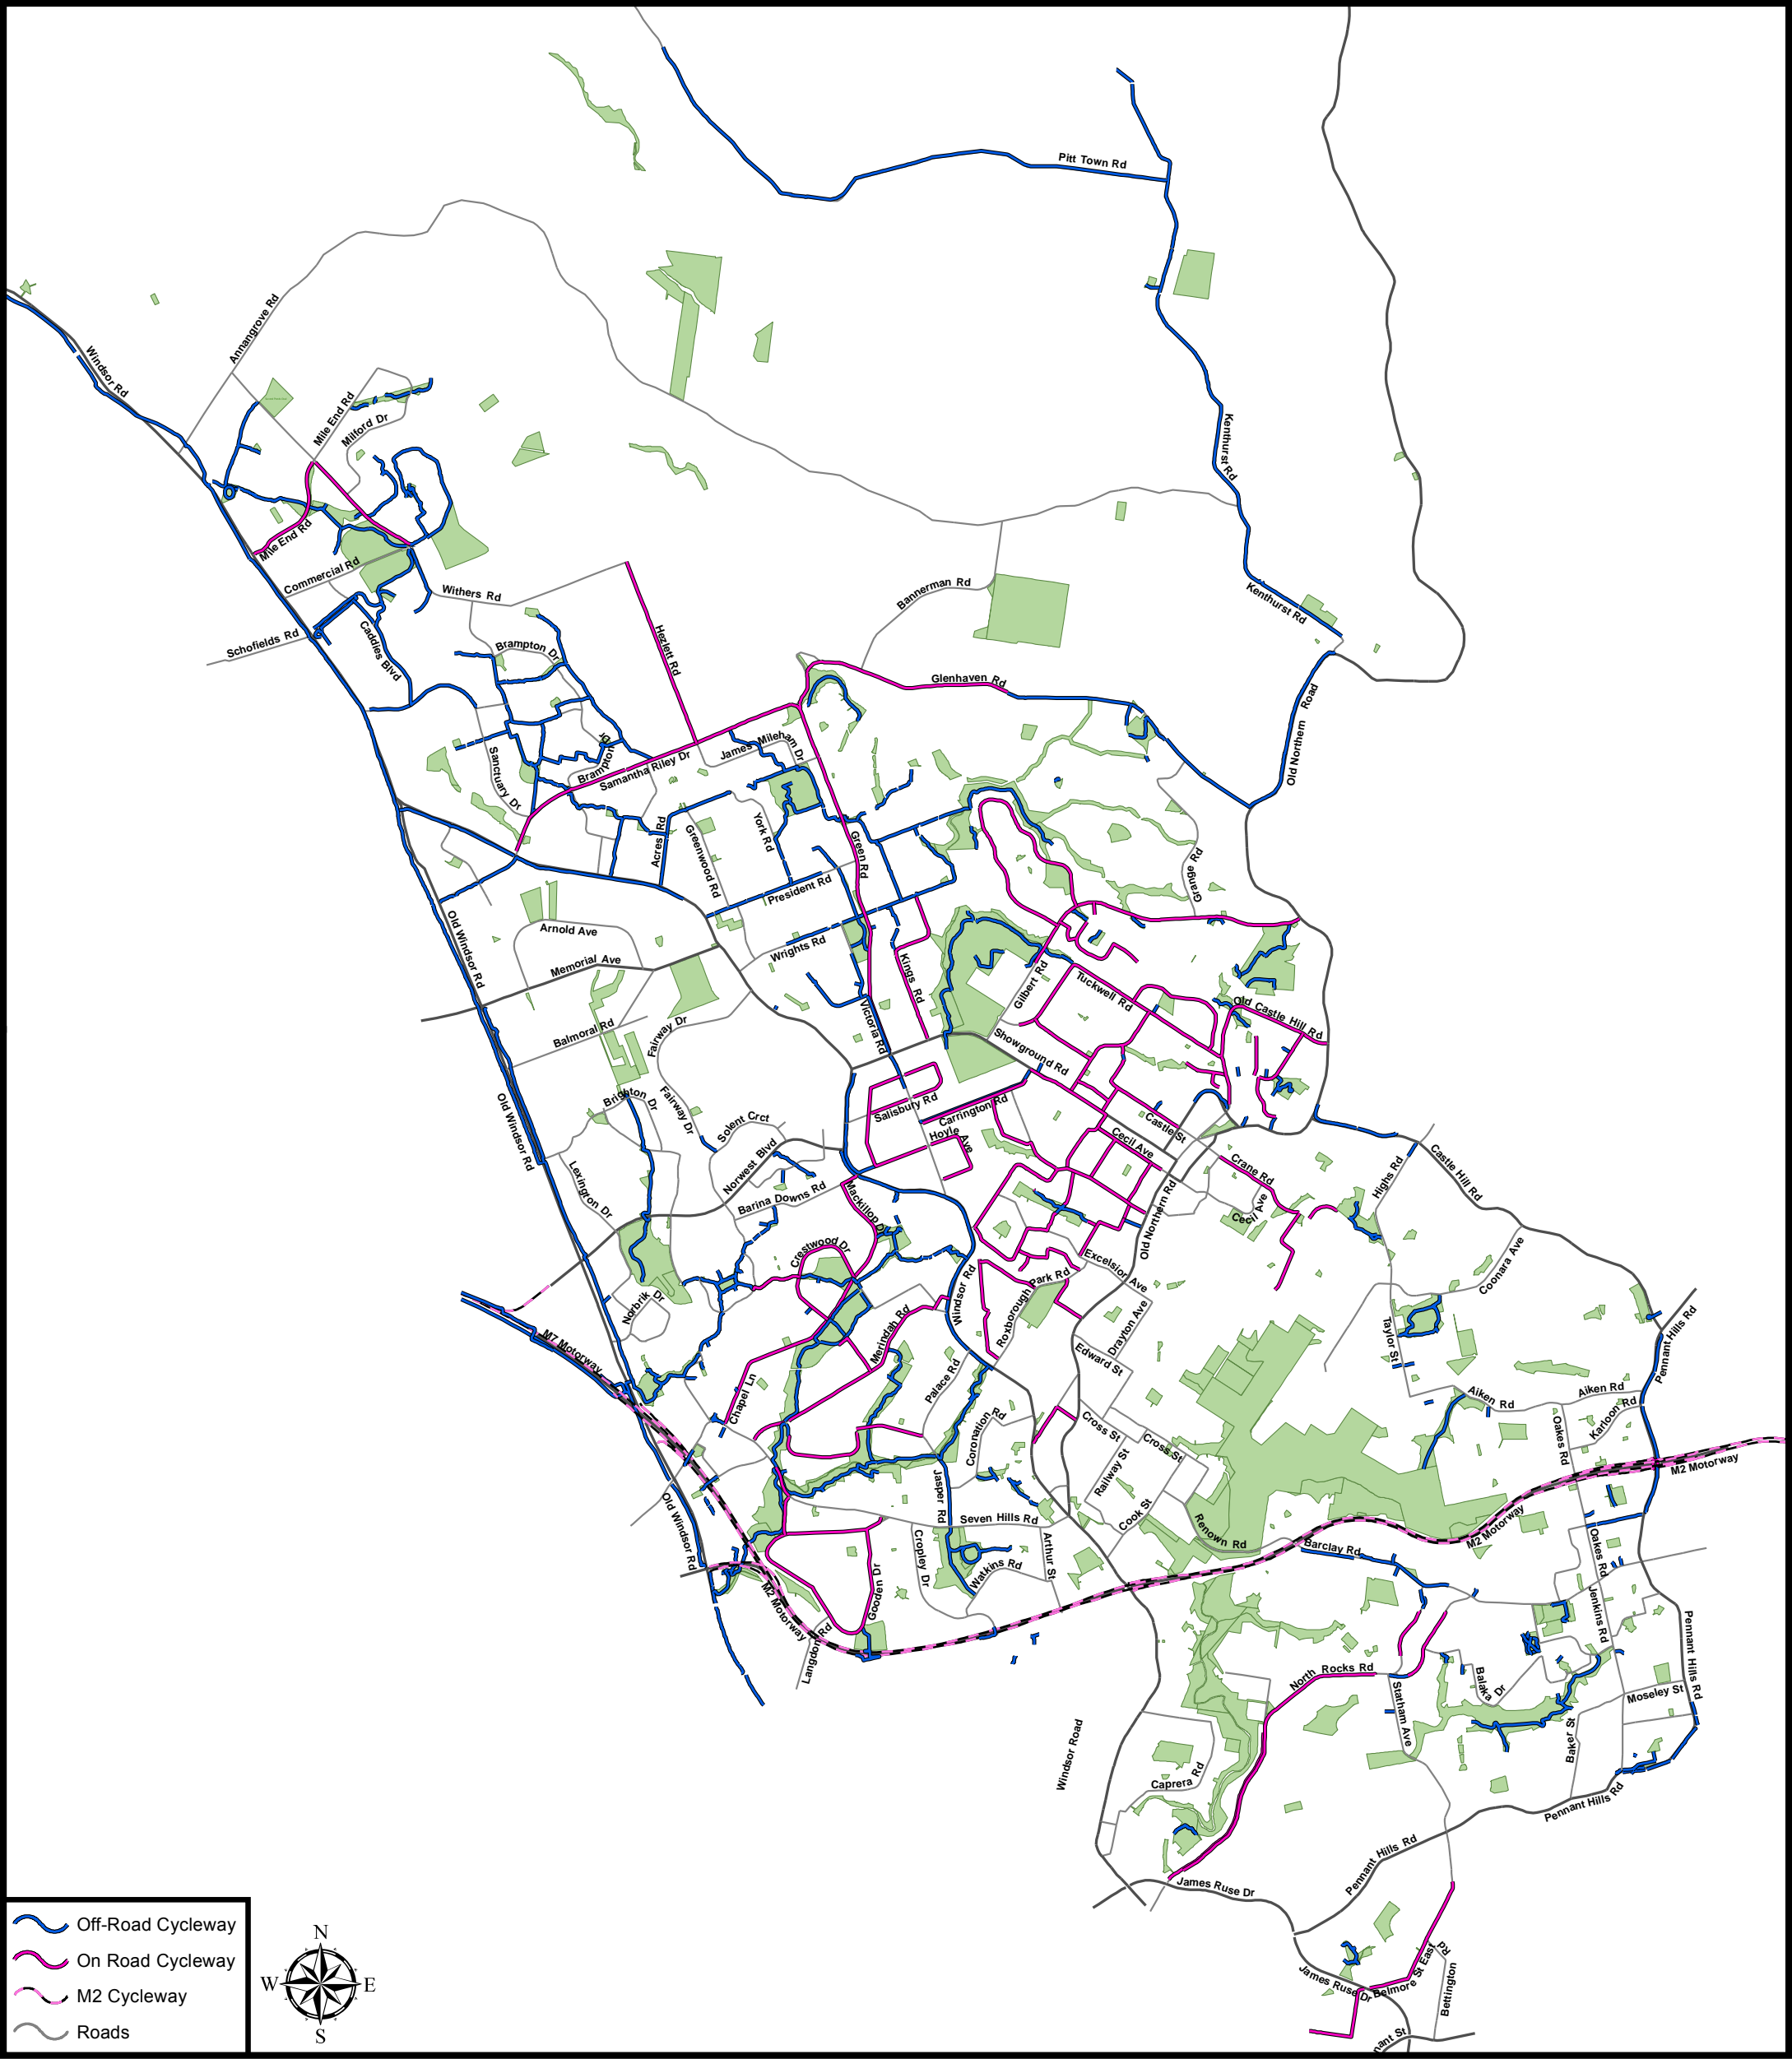 Pitt Town Rd
Annangrove Rd
Windsor Rd
Mile End Rd
Milford Dr
Kenthurst Rd
Mile End Rd
Commercial Rd
Withers Rd
Bannerman Rd
Kenthurst Rd
Schofields Rd
Caddies Blvd
Brampton Dr
Hezlett Rd
Glenhaven Rd
Old Northern Road
Sanctuary Dr
Brampton Dr
James Mileham Dr
Samantha Riley Dr
Acres Rd
Greenwood Rd
York Rd
Green Rd
Grange Rd
President Rd
Old Windsor Rd
Arnold Ave
Wrights Rd
Memorial Ave
Kings Rd
Gilbert Rd
Tuckwell Rd
Old Castle Hill Rd
Balmoral Rd
Fairway Dr
Victoria Rd
Showground Rd
Old Windsor Rd
Brighton Dr
Fairway Dr
Solent Crct
Salisbury Rd
Carrington Rd
Hoyle Ave
Castle St
Cecil Ave
Lexington Dr
Norwest Blvd
Barina Downs Rd
Mackillop Dr
Crane Rd
Cecil Ave
Highs Rd
Castle Hill Rd
Old Northern Rd
Crestwood Dr
Excelsior Ave
Coonara Ave
Norbrik Dr
Windsor Rd
Roxborough Park Rd
Drayton Ave
M7 Motorway
Merindah Rd
Edward St
Taylor St
Pennant Hills Rd
Palace Rd
Chapel Ln
Coronation Rd
Cross St
Cross St
Aiken Rd
Aiken Rd
Karloon Rd
Oakes Rd
Railway St
M2 Motorway
Old Windsor Rd
Jasper Rd
Seven Hills Rd
Cook St
Renown Rd
M2 Motorway
Barclay Rd
Oakes Rd
Cropley Dr
Arthur St
Watkins Rd
Gooden Dr
M2 Motorway
Langdon Rd
Jenkins Rd
Pennant Hills Rd
North Rocks Rd
Statham Ave
Balaka Dr
Moseley St
Baker St
Windsor Road
Caprera Rd
Pennant Hills Rd
Pennant Hills Rd
James Ruse Dr
James Ruse Dr
Belmore St East
Bettington Rd
nant St
Off-Road Cycleway
On Road Cycleway
M2 Cycleway
Roads
N
W
E
S